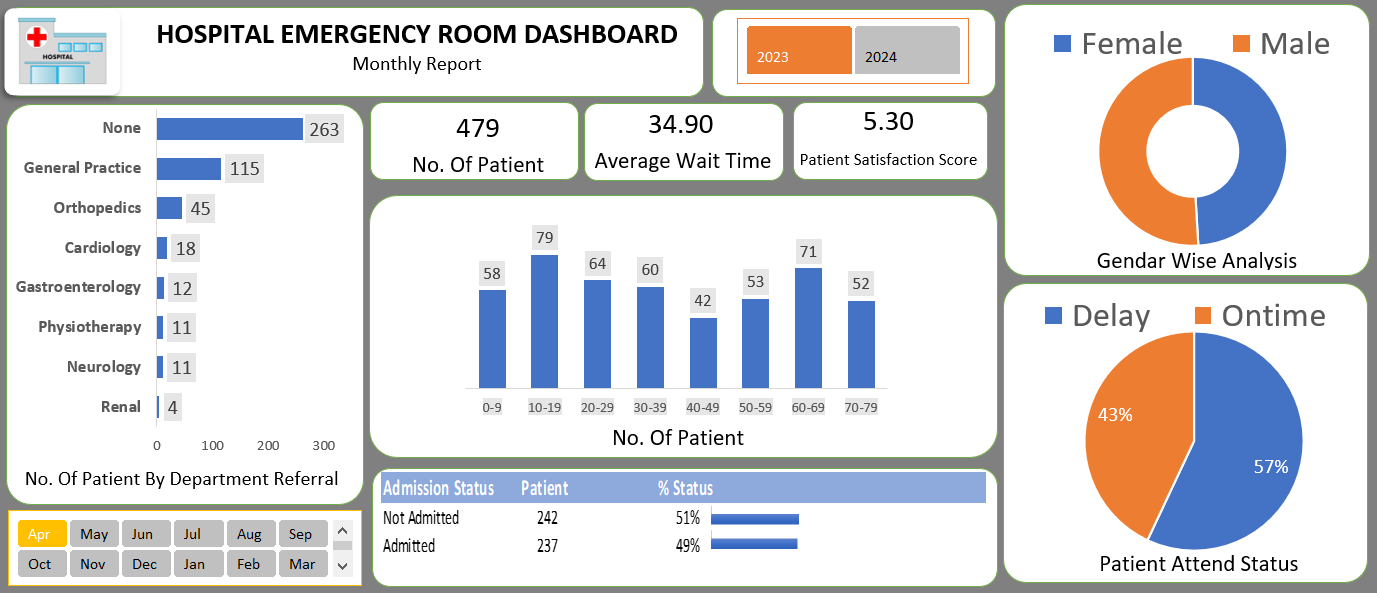 HOSPITAL EMERGENCY ROOM DASHBOARD
Monthly Report
HOSPITAL
2023 2024
Female Male
Gendar Wise Analysis
None 263
General Practice 115
Orthopedics 45
Cardiology 18
Gastroenterology 12
Physiotherapy 11
Neurology 11
Renal 4
0 100 200 300
No. Of Patient By Department Referral
479
No. Of Patient
34.90
Average Wait Time
5.30
Patient Satisfaction Score
58 79 64 60 42 53 71 52
0-9 10-19 20-29 30-39 40-49 50-59 60-69 70-79
No. Of Patient
Delay Ontime
43%
57%
Patient Attend Status
Admission Status Patient % Status
Not Admitted 242 51%
Admitted 237 49%
Apr May Jun Jul Aug Sep
Oct Nov Dec Jan Feb Mar